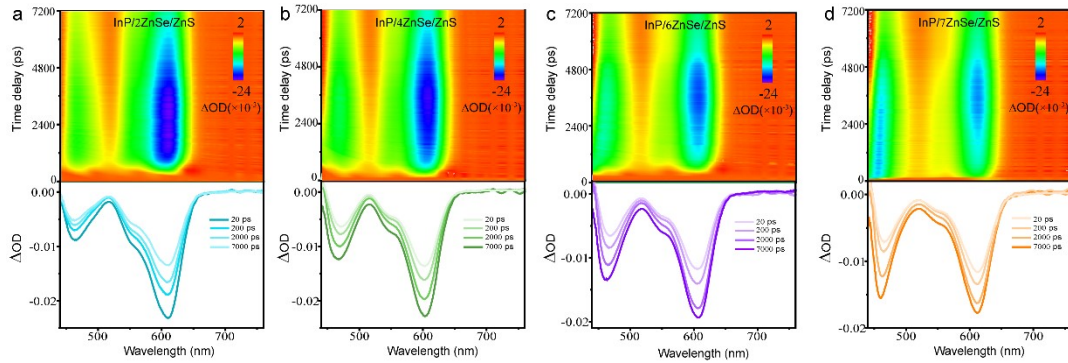 a
InP/2ZnSe/ZnS
2
-24
ΔOD(×10⁻³)
Time delay (ps)
7200
4800
2400
0
ΔOD
0.00
-0.01
-0.02
20 ps
200 ps
2000 ps
7000 ps
500
600
700
Wavelength (nm)
b
InP/4ZnSe/ZnS
2
-24
ΔOD(×10⁻³)
Time delay (ps)
7200
4800
2400
0
ΔOD
0.00
-0.01
-0.02
20 ps
200 ps
2000 ps
7000 ps
500
600
700
Wavelength (nm)
c
InP/6ZnSe/ZnS
2
-24
ΔOD(×10⁻³)
Time delay (ps)
7200
4800
2400
0
ΔOD
0.00
-0.01
-0.02
20 ps
200 ps
2000 ps
7000 ps
500
600
700
Wavelength (nm)
d
InP/7ZnSe/ZnS
2
-24
ΔOD(×10⁻³)
Time delay (ps)
7200
4800
2400
0
ΔOD
0.00
-0.01
-0.02
20 ps
200 ps
2000 ps
7000 ps
500
600
700
Wavelength (nm)